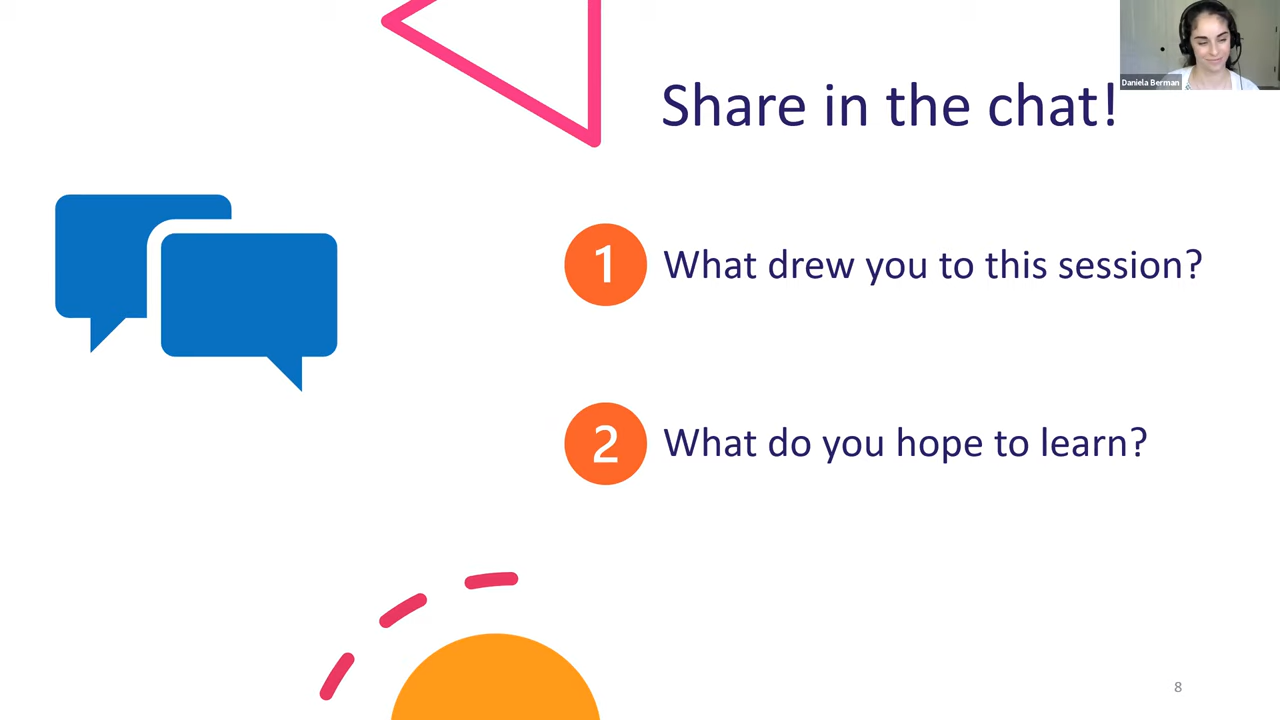 Daniela Berman
Share in the chat!
1 What drew you to this session?
2 What do you hope to learn?
8